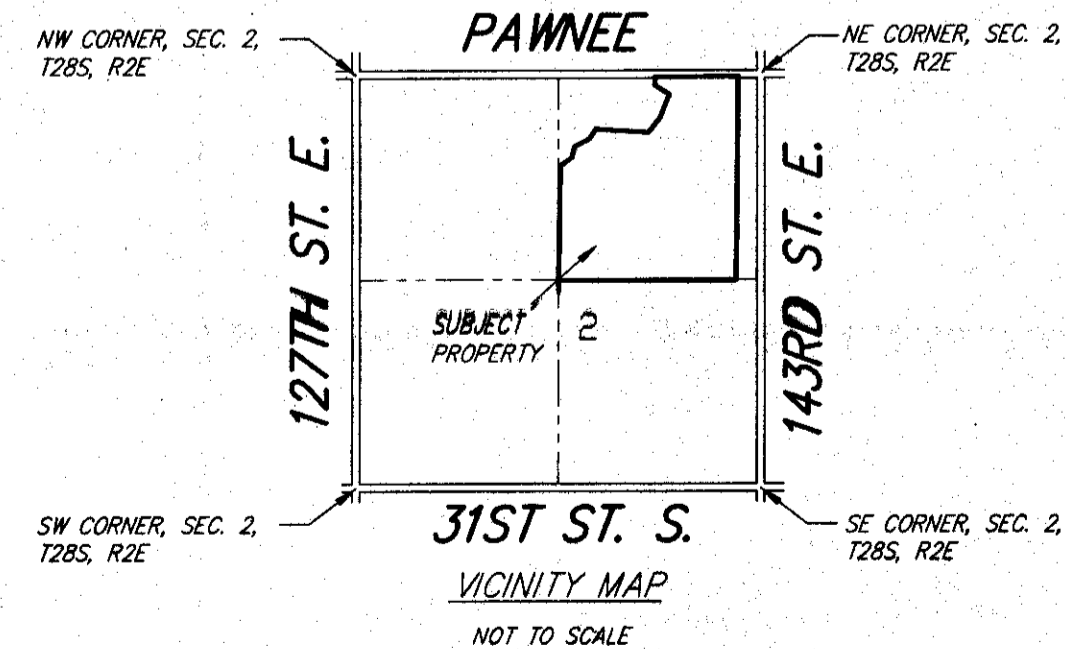 PAWNEE
NW CORNER, SEC. 2,
T28S, R2E
NE CORNER, SEC. 2,
T28S, R2E
127TH ST. E.
143RD ST. E.
SUBJECT
PROPERTY
2
SW CORNER, SEC. 2,
T28S, R2E
SE CORNER, SEC. 2,
T28S, R2E
31ST ST. S.
VICINITY MAP
NOT TO SCALE